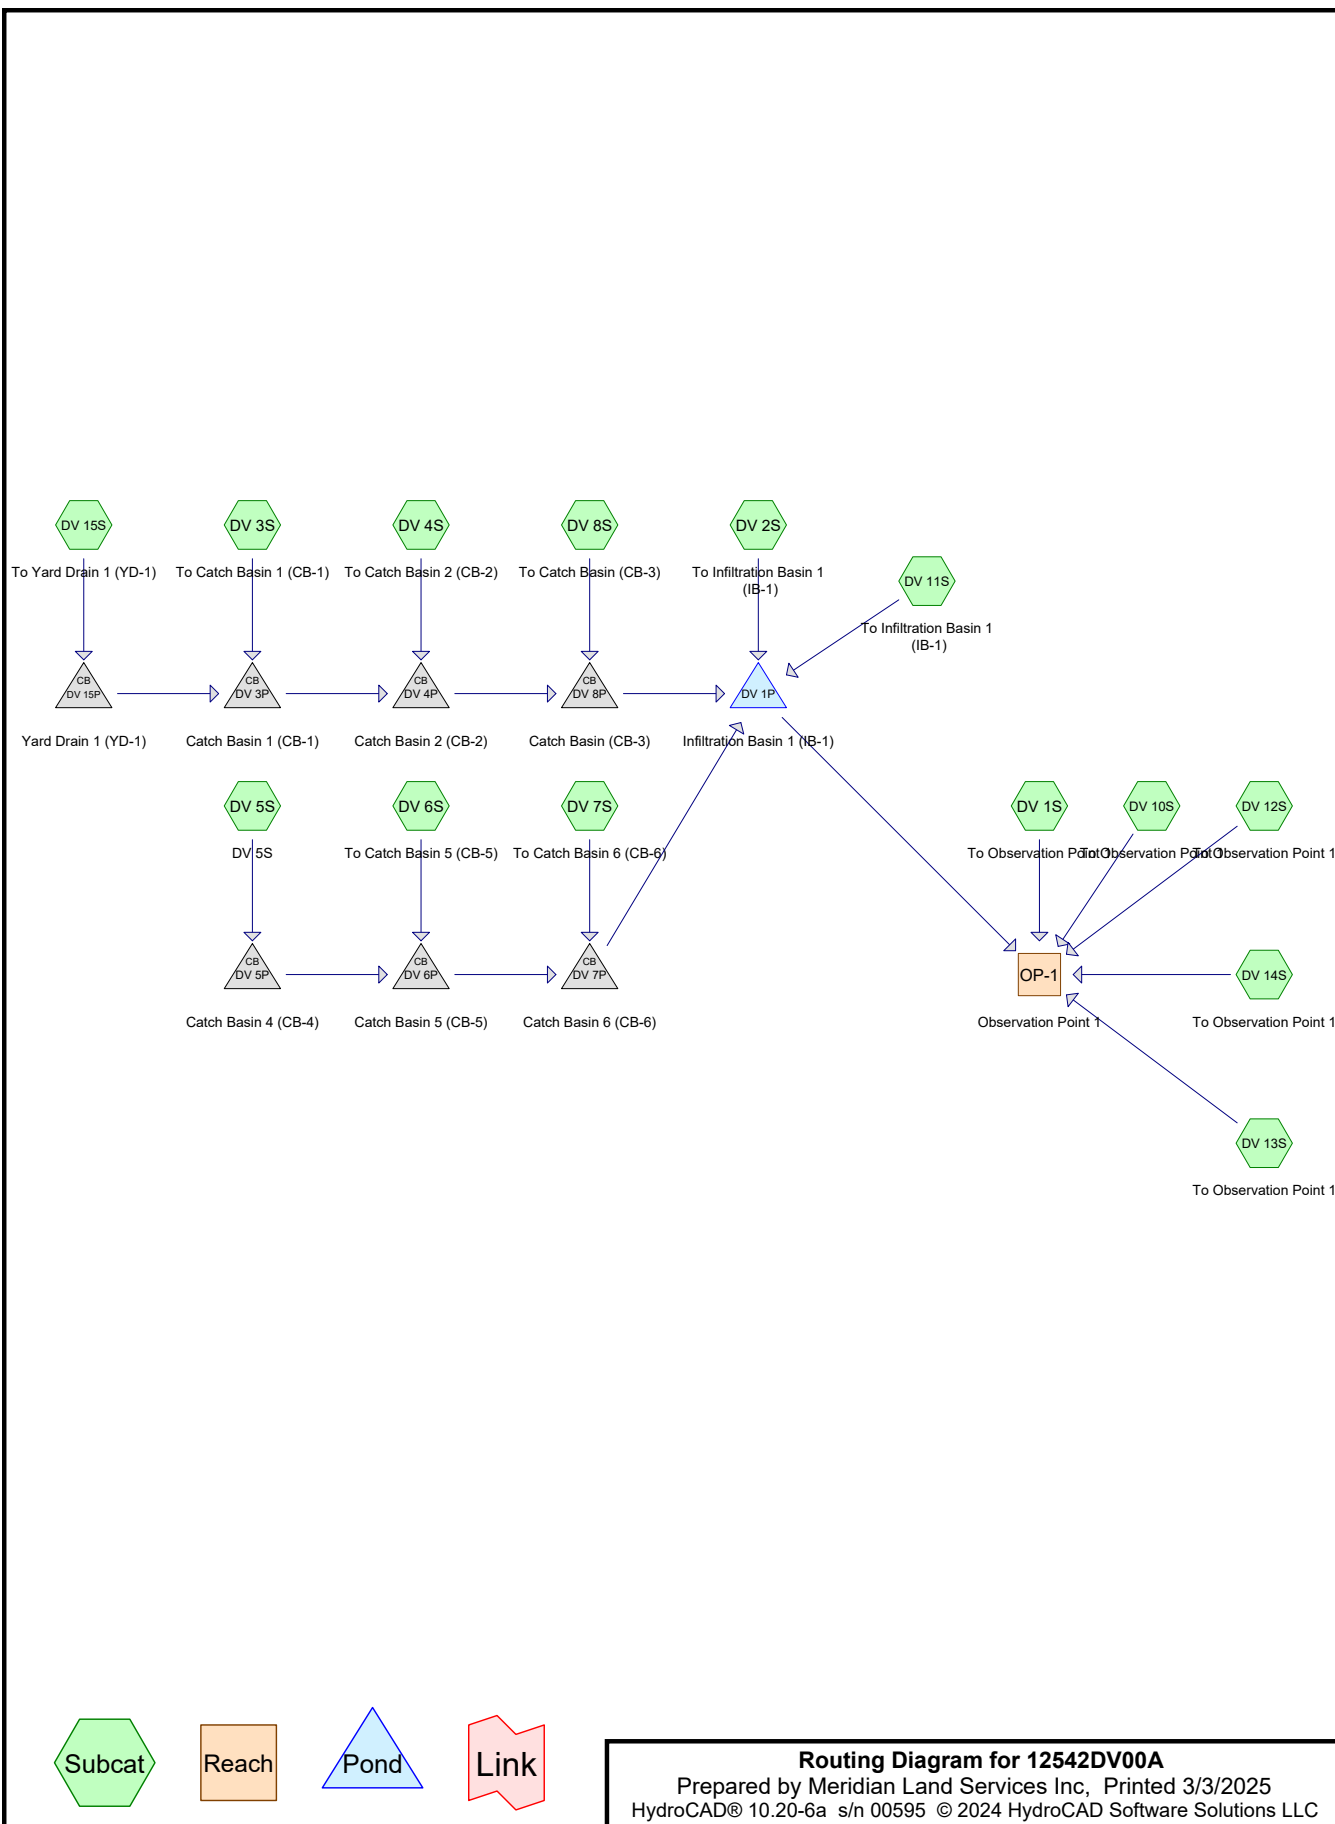 DV 15S
DV 3S
DV 4S
DV 8S
DV 2S
DV 11S
To Yard Drain 1 (YD-1)
To Catch Basin 1 (CB-1)
To Catch Basin 2 (CB-2)
To Catch Basin (CB-3)
To Infiltration Basin 1
(IB-1)
To Infiltration Basin 1
(IB-1)
CB
DV 15P
CB
DV 3P
CB
DV 4P
CB
DV 8P
DV 1P
Yard Drain 1 (YD-1)
Catch Basin 1 (CB-1)
Catch Basin 2 (CB-2)
Catch Basin (CB-3)
Infiltration Basin 1 (IB-1)
DV 5S
DV 6S
DV 7S
DV 1S
DV 10S
DV 12S
DV 5S
To Catch Basin 5 (CB-5)
To Catch Basin 6 (CB-6)
To Observation Point 1
To Observation Point 1
To Observation Point 1
CB
DV 5P
CB
DV 6P
CB
DV 7P
OP-1
DV 14S
Catch Basin 4 (CB-4)
Catch Basin 5 (CB-5)
Catch Basin 6 (CB-6)
Observation Point 1
To Observation Point 1
DV 13S
To Observation Point 1
Subcat
Reach
Pond
Link
Routing Diagram for 12542DV00A
Prepared by Meridian Land Services Inc, Printed 3/3/2025
HydroCAD® 10.20-6a s/n 00595 © 2024 HydroCAD Software Solutions LLC